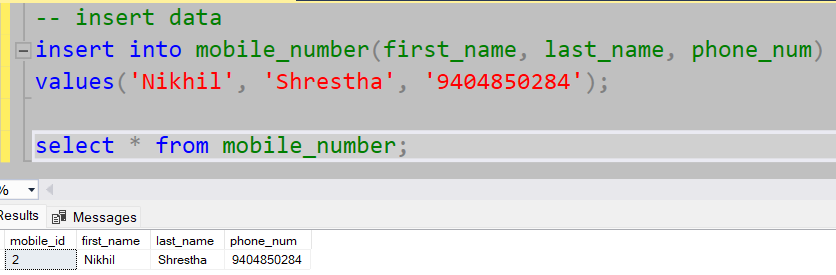 -- insert data
insert into mobile_number(first_name, last_name, phone_num)
values('Nikhil', 'Shrestha', '9404850284');
select * from mobile_number;
%
Results Messages
mobile_id first_name last_name phone_num
2 Nikhil Shrestha 9404850284